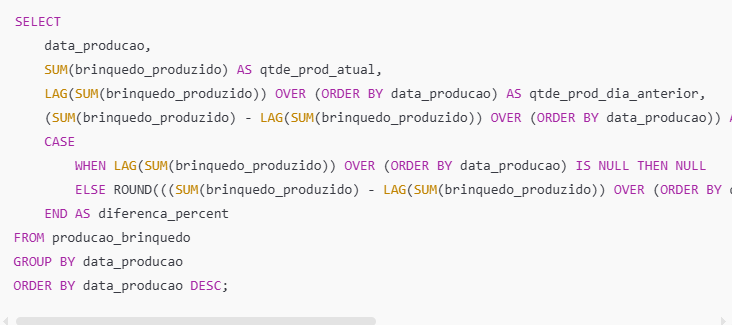 SELECT
data_producao,
SUM(brinquedo_produzido) AS qtde_prod_atual,
LAG(SUM(brinquedo_produzido)) OVER (ORDER BY data_producao) AS qtde_prod_dia_anterior,
(SUM(brinquedo_produzido) - LAG(SUM(brinquedo_produzido)) OVER (ORDER BY data_producao))
CASE
WHEN LAG(SUM(brinquedo_produzido)) OVER (ORDER BY data_producao) IS NULL THEN NULL
ELSE ROUND(((SUM(brinquedo_produzido) - LAG(SUM(brinquedo_produzido)) OVER (ORDER BY
END AS diferenca_percent
FROM producao_brinquedo
GROUP BY data_producao
ORDER BY data_producao DESC;